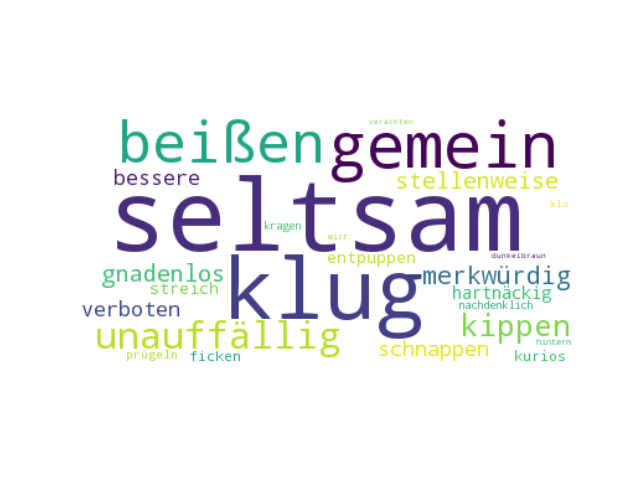 verachten
beißen gemein
bessere stellenweise
seltsam klo
kragen
wirr
dunkelbraun
entpuppen
gnadenlos klug merkwürdig
streich hartnäckig
verboten nachdenklich
unauffällig kippen
hintern
schnappen
prügeln ficken kurios